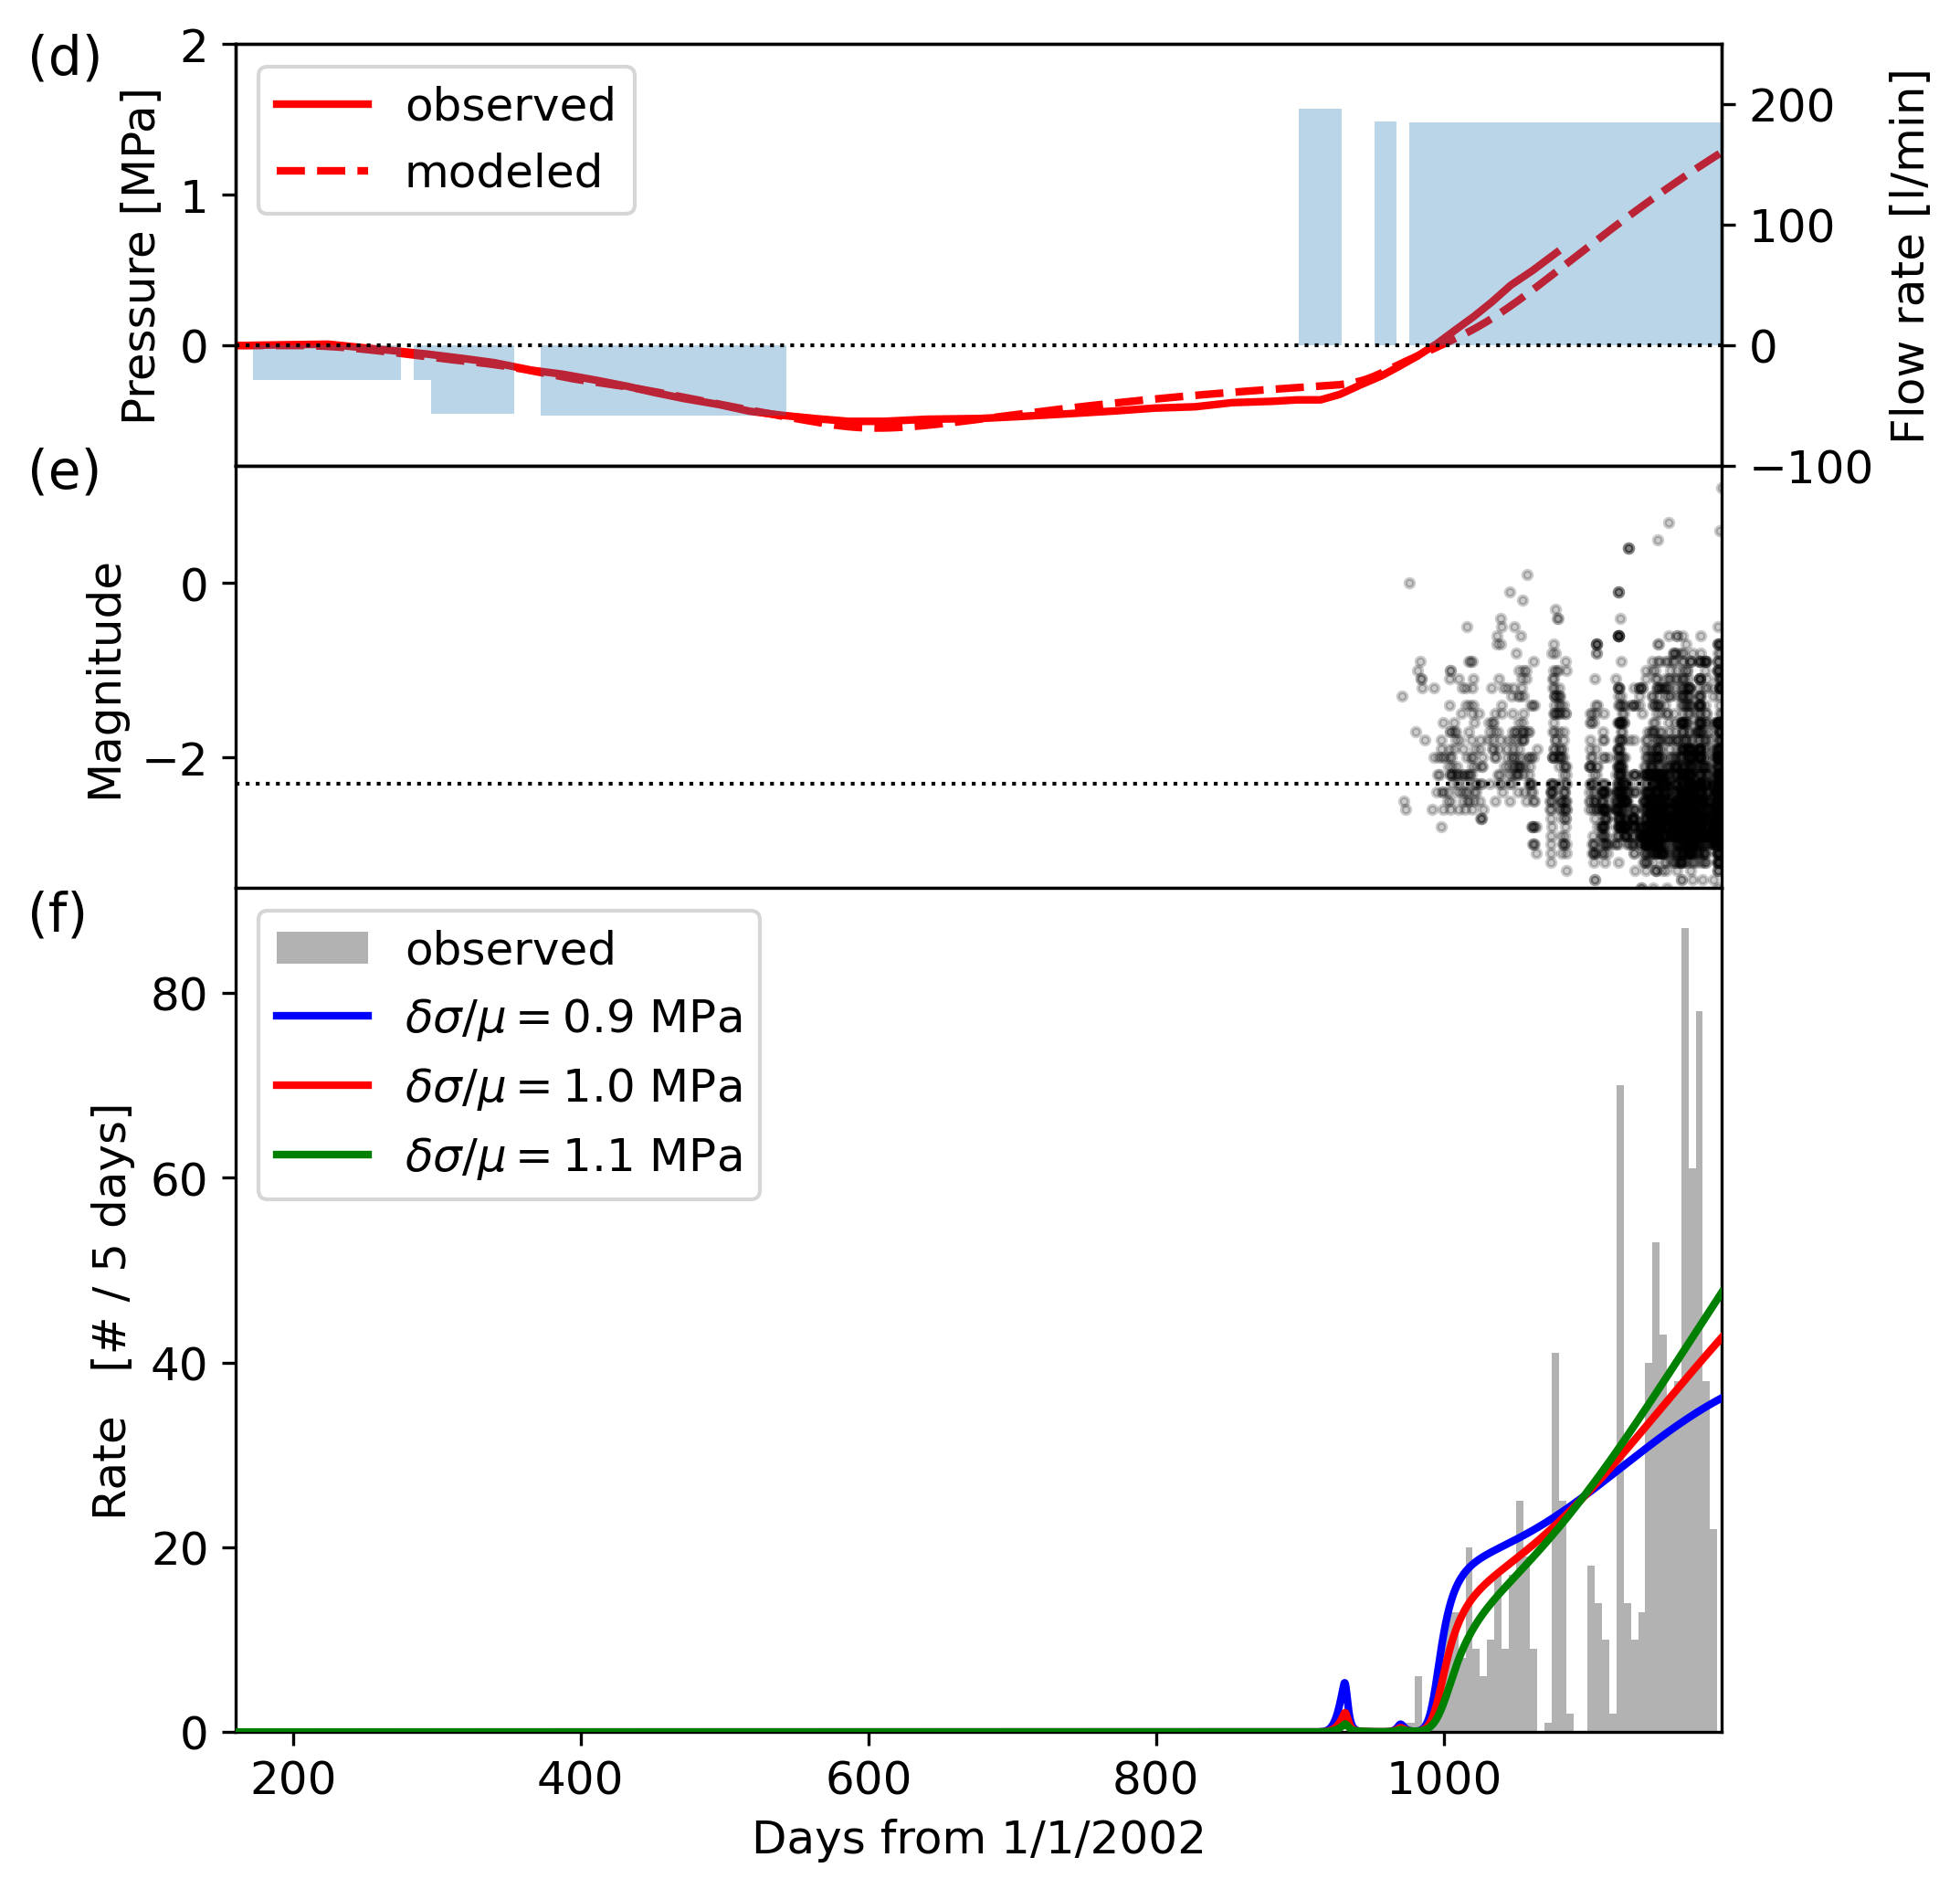 (d)
2
1
0
Pressure [MPa]
observed
modeled
200
100
0
−100
Flow rate [l/min]
(e)
0
−2
Magnitude
(f)
80
60
40
20
0
Rate [# / 5 days]
observed
δσ/μ = 0.9 MPa
δσ/μ = 1.0 MPa
δσ/μ = 1.1 MPa
200 400 600 800 1000
Days from 1/1/2002